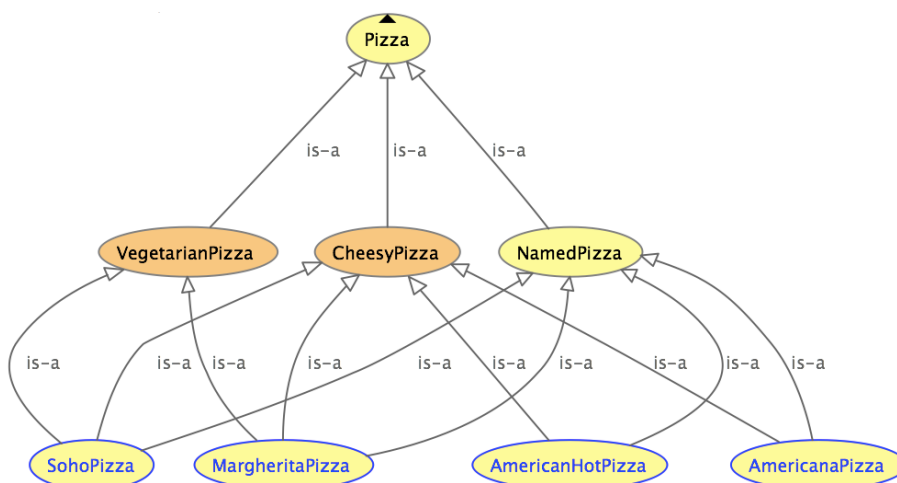 Pizza
is-a
is-a
is-a
VegetarianPizza
CheesyPizza
NamedPizza
is-a
is-a
is-a
is-a
is-a
is-a
is-a
is-a
is-a
is-a
SohoPizza
MargheritaPizza
AmericanHotPizza
AmericanaPizza